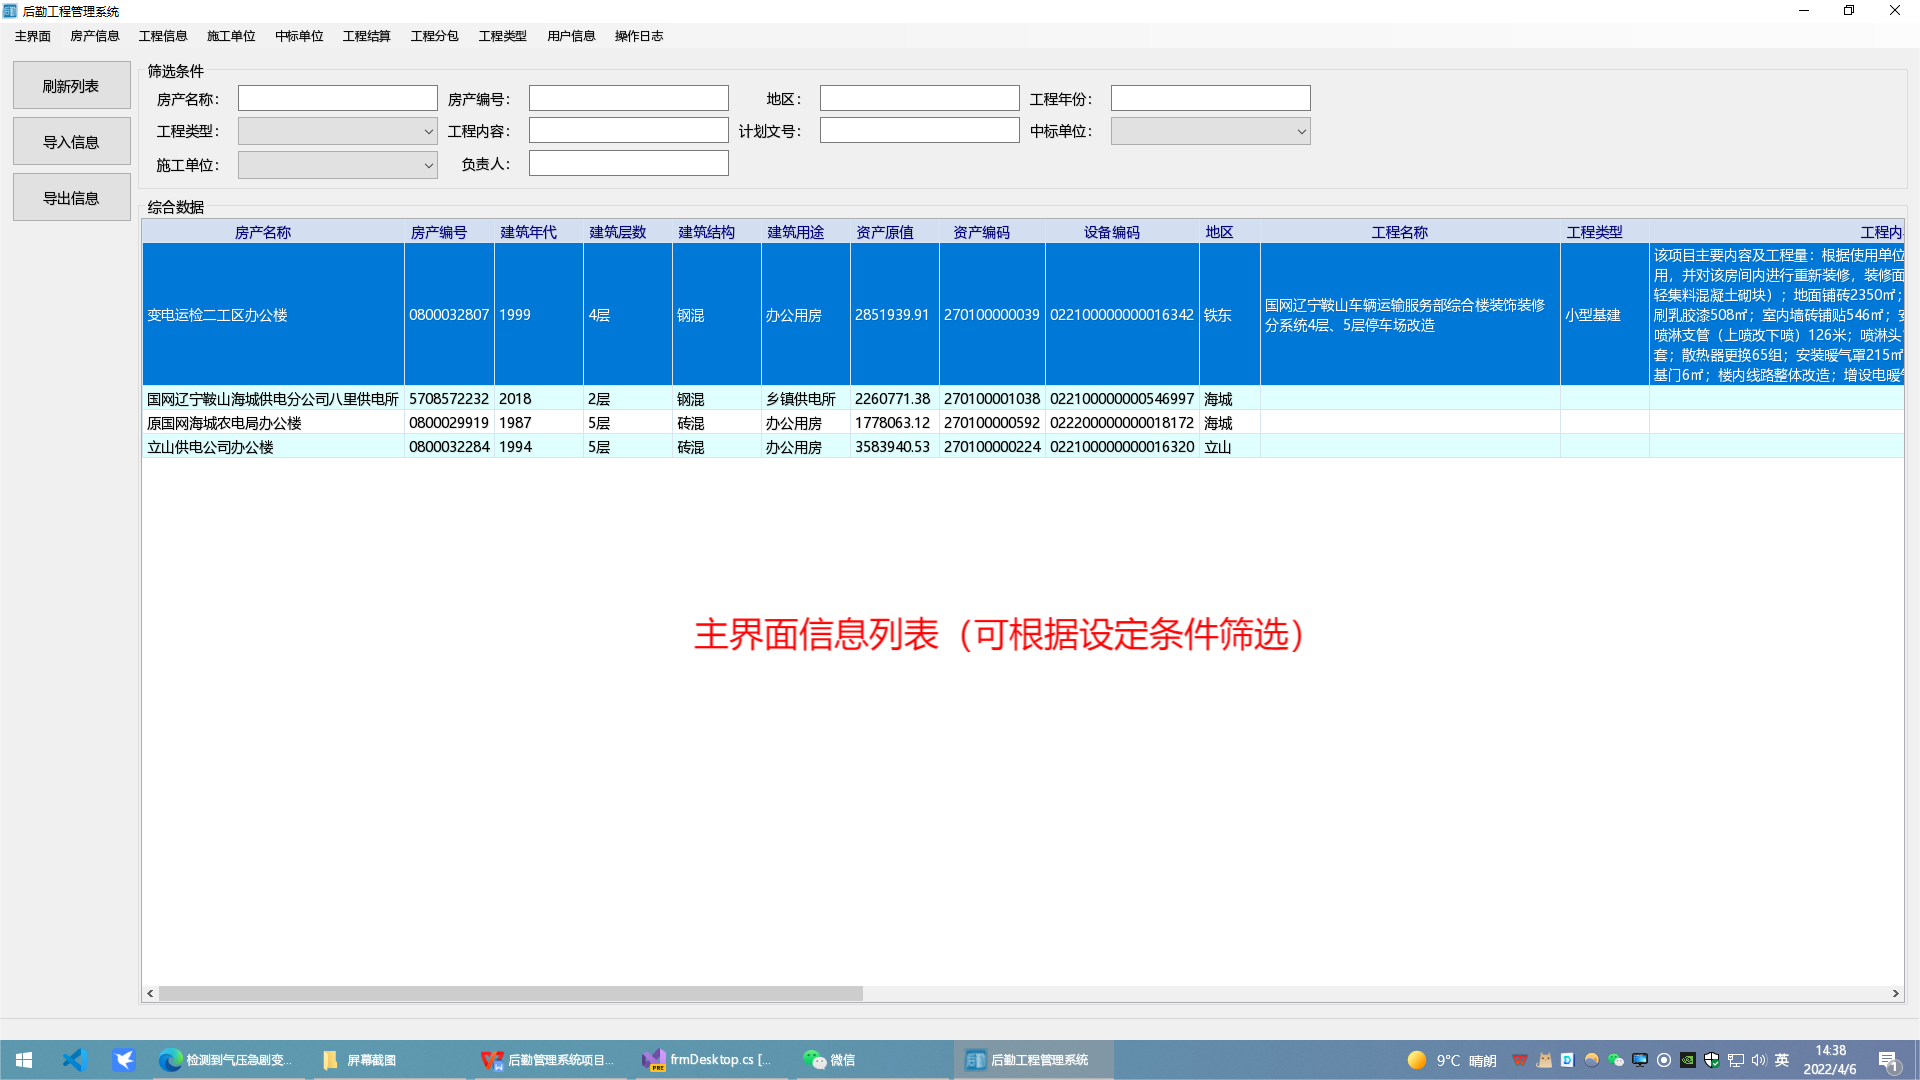 后勤工程管理系统
主界面 房产信息 工程信息 施工单位 中标单位 工程结算 工程分包 工程类型 用户信息 操作日志
刷新列表
导入信息
导出信息
筛选条件
房产名称： 房产编号： 地区： 工程年份：
工程类型： 工程内容： 计划文号： 中标单位：
施工单位： 负责人：
综合数据
房产名称 房产编号 建筑年代 建筑层数 建筑结构 建筑用途 资产原值 资产编码 设备编码 地区 工程名称 工程类型 工程内
变电运检二工区办公楼 0800032807 1999 4层 钢混 办公用房 2851939.91 270100000039 022100000000016342 铁东
国网辽宁鞍山车辆运输服务部综合楼装饰装修
分系统4层、5层停车场改造
小型基建
该项目主要内容及工程量：根据使用单位
用，并对该房间内进行重新装修，装修面
轻集料混凝土砌块）；地面铺砖2350㎡；
刷乳胶漆508㎡；室内墙砖铺贴546㎡；安
喷淋支管（上喷改下喷）126米；喷淋头
套；散热器更换65组；安装暖气罩215㎡
基门6㎡；楼内线路整体改造；增设电暖气
国网辽宁鞍山海城供电分公司八里供电所 5708572232 2018 2层 钢混 乡镇供电所 2260771.38 270100001038 022100000000546997 海城
原国网海城农电局办公楼 0800029919 1987 5层 砖混 办公用房 1778063.12 270100000592 022200000000018172 海城
立山供电公司办公楼 0800032284 1994 5层 砖混 办公用房 3583940.53 270100000224 022100000000016320 立山
主界面信息列表（可根据设定条件筛选）
检测到气压急剧变... 屏幕截图 后勤管理系统项目... frmDesktop.cs [... 微信 后勤工程管理系统 9°C 晴朗 英 14:38
2022/4/6
1